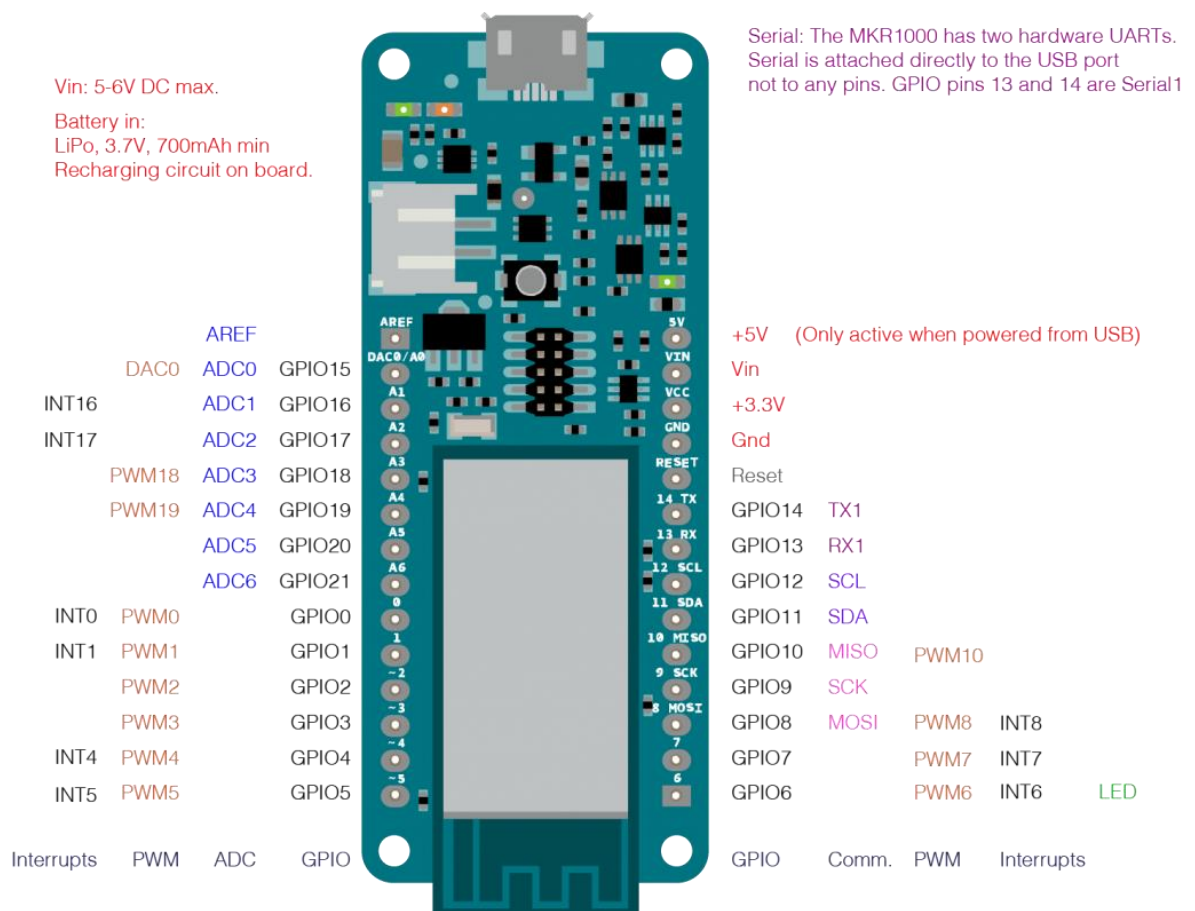 Serial: The MKR1000 has two hardware UARTs.
Serial is attached directly to the USB port
not to any pins. GPIO pins 13 and 14 are Serial1
Vin: 5-6V DC max.
Battery in:
LiPo, 3.7V, 700mAh min
Recharging circuit on board.
AREF AREF 5V +5V (Only active when powered from USB)
DAC0 ADC0 GPIO15 DAC0/A0 VIN Vin
INT16 ADC1 GPIO16 A1 VCC +3.3V
INT17 ADC2 GPIO17 A2 GND Gnd
PWM18 ADC3 GPIO18 A3 RESET Reset
PWM19 ADC4 GPIO19 A4 14 TX GPIO14 TX1
ADC5 GPIO20 A5 13 RX GPIO13 RX1
ADC6 GPIO21 A6 12 SCL GPIO12 SCL
INT0 PWM0 GPIO0 0 11 SDA GPIO11 SDA
INT1 PWM1 GPIO1 1 10 MISO GPIO10 MISO PWM10
PWM2 GPIO2 ~2 9 SCK GPIO9 SCK
PWM3 GPIO3 ~3 8 MOSI GPIO8 MOSI PWM8 INT8
INT4 PWM4 GPIO4 ~4 7 GPIO7 PWM7 INT7
INT5 PWM5 GPIO5 ~5 6 GPIO6 PWM6 INT6 LED
Interrupts PWM ADC GPIO GPIO Comm. PWM Interrupts